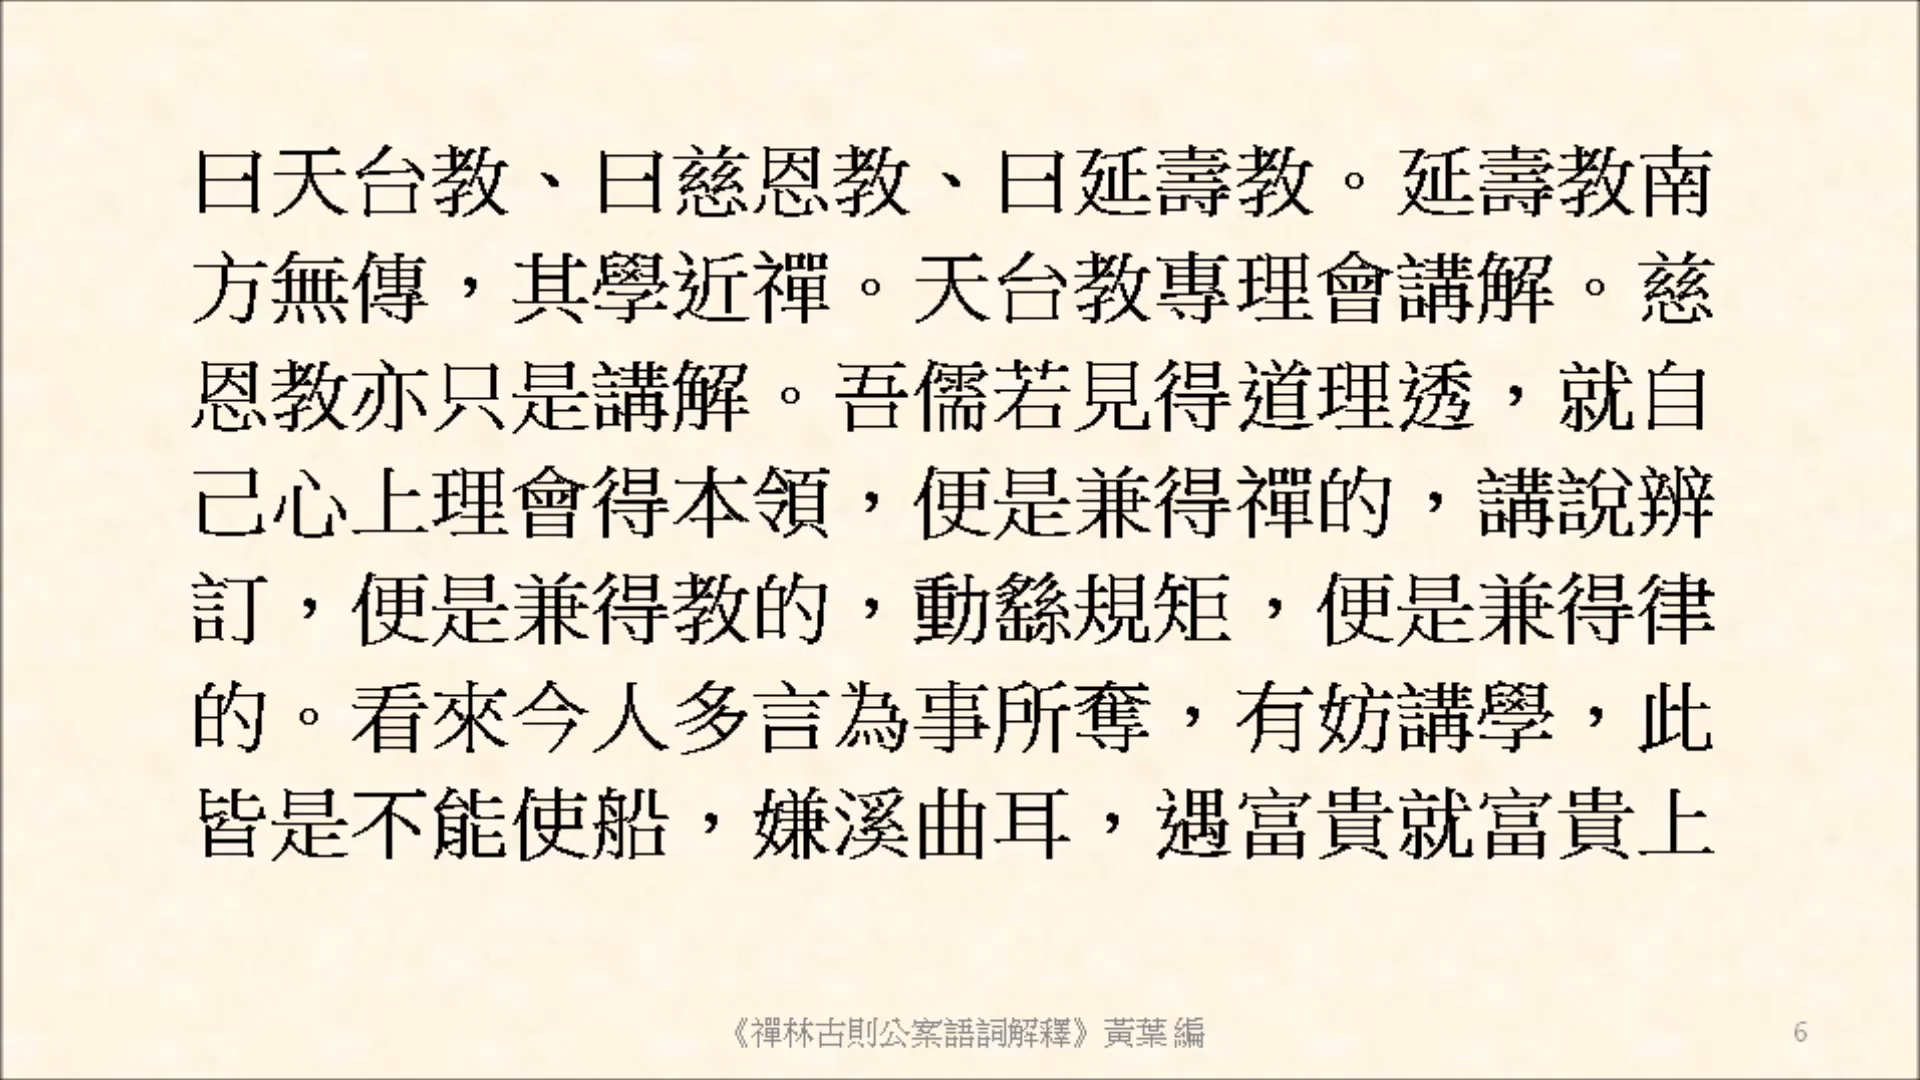 曰天台教、曰慈恩教、曰延壽教。延壽教南
方無傳，其學近禪。天台教專理會講解。慈
恩教亦只是講解。吾儒若見得道理透，就自
己心上理會得本領，便是兼得禪的，講說辨
訂，便是兼得教的，動繇規矩，便是兼得律
的。看來今人多言為事所奪，有妨講學，此
皆是不能使船，嫌溪曲耳，遇富貴就富貴上
《禪林古則公案語詞解釋》黃葉 編
6